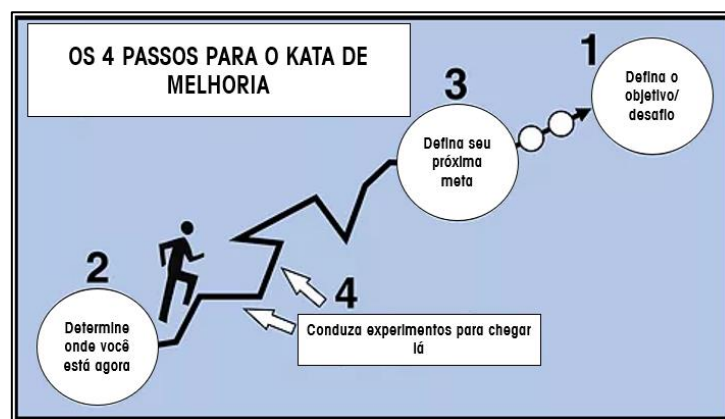 OS 4 PASSOS PARA O KATA DE
MELHORIA
1
Defina o
objetivo/
desafio
3
Defina seu
próxima
meta
2
Determine
onde você
está agora
4
Conduza experimentos para chegar
lá